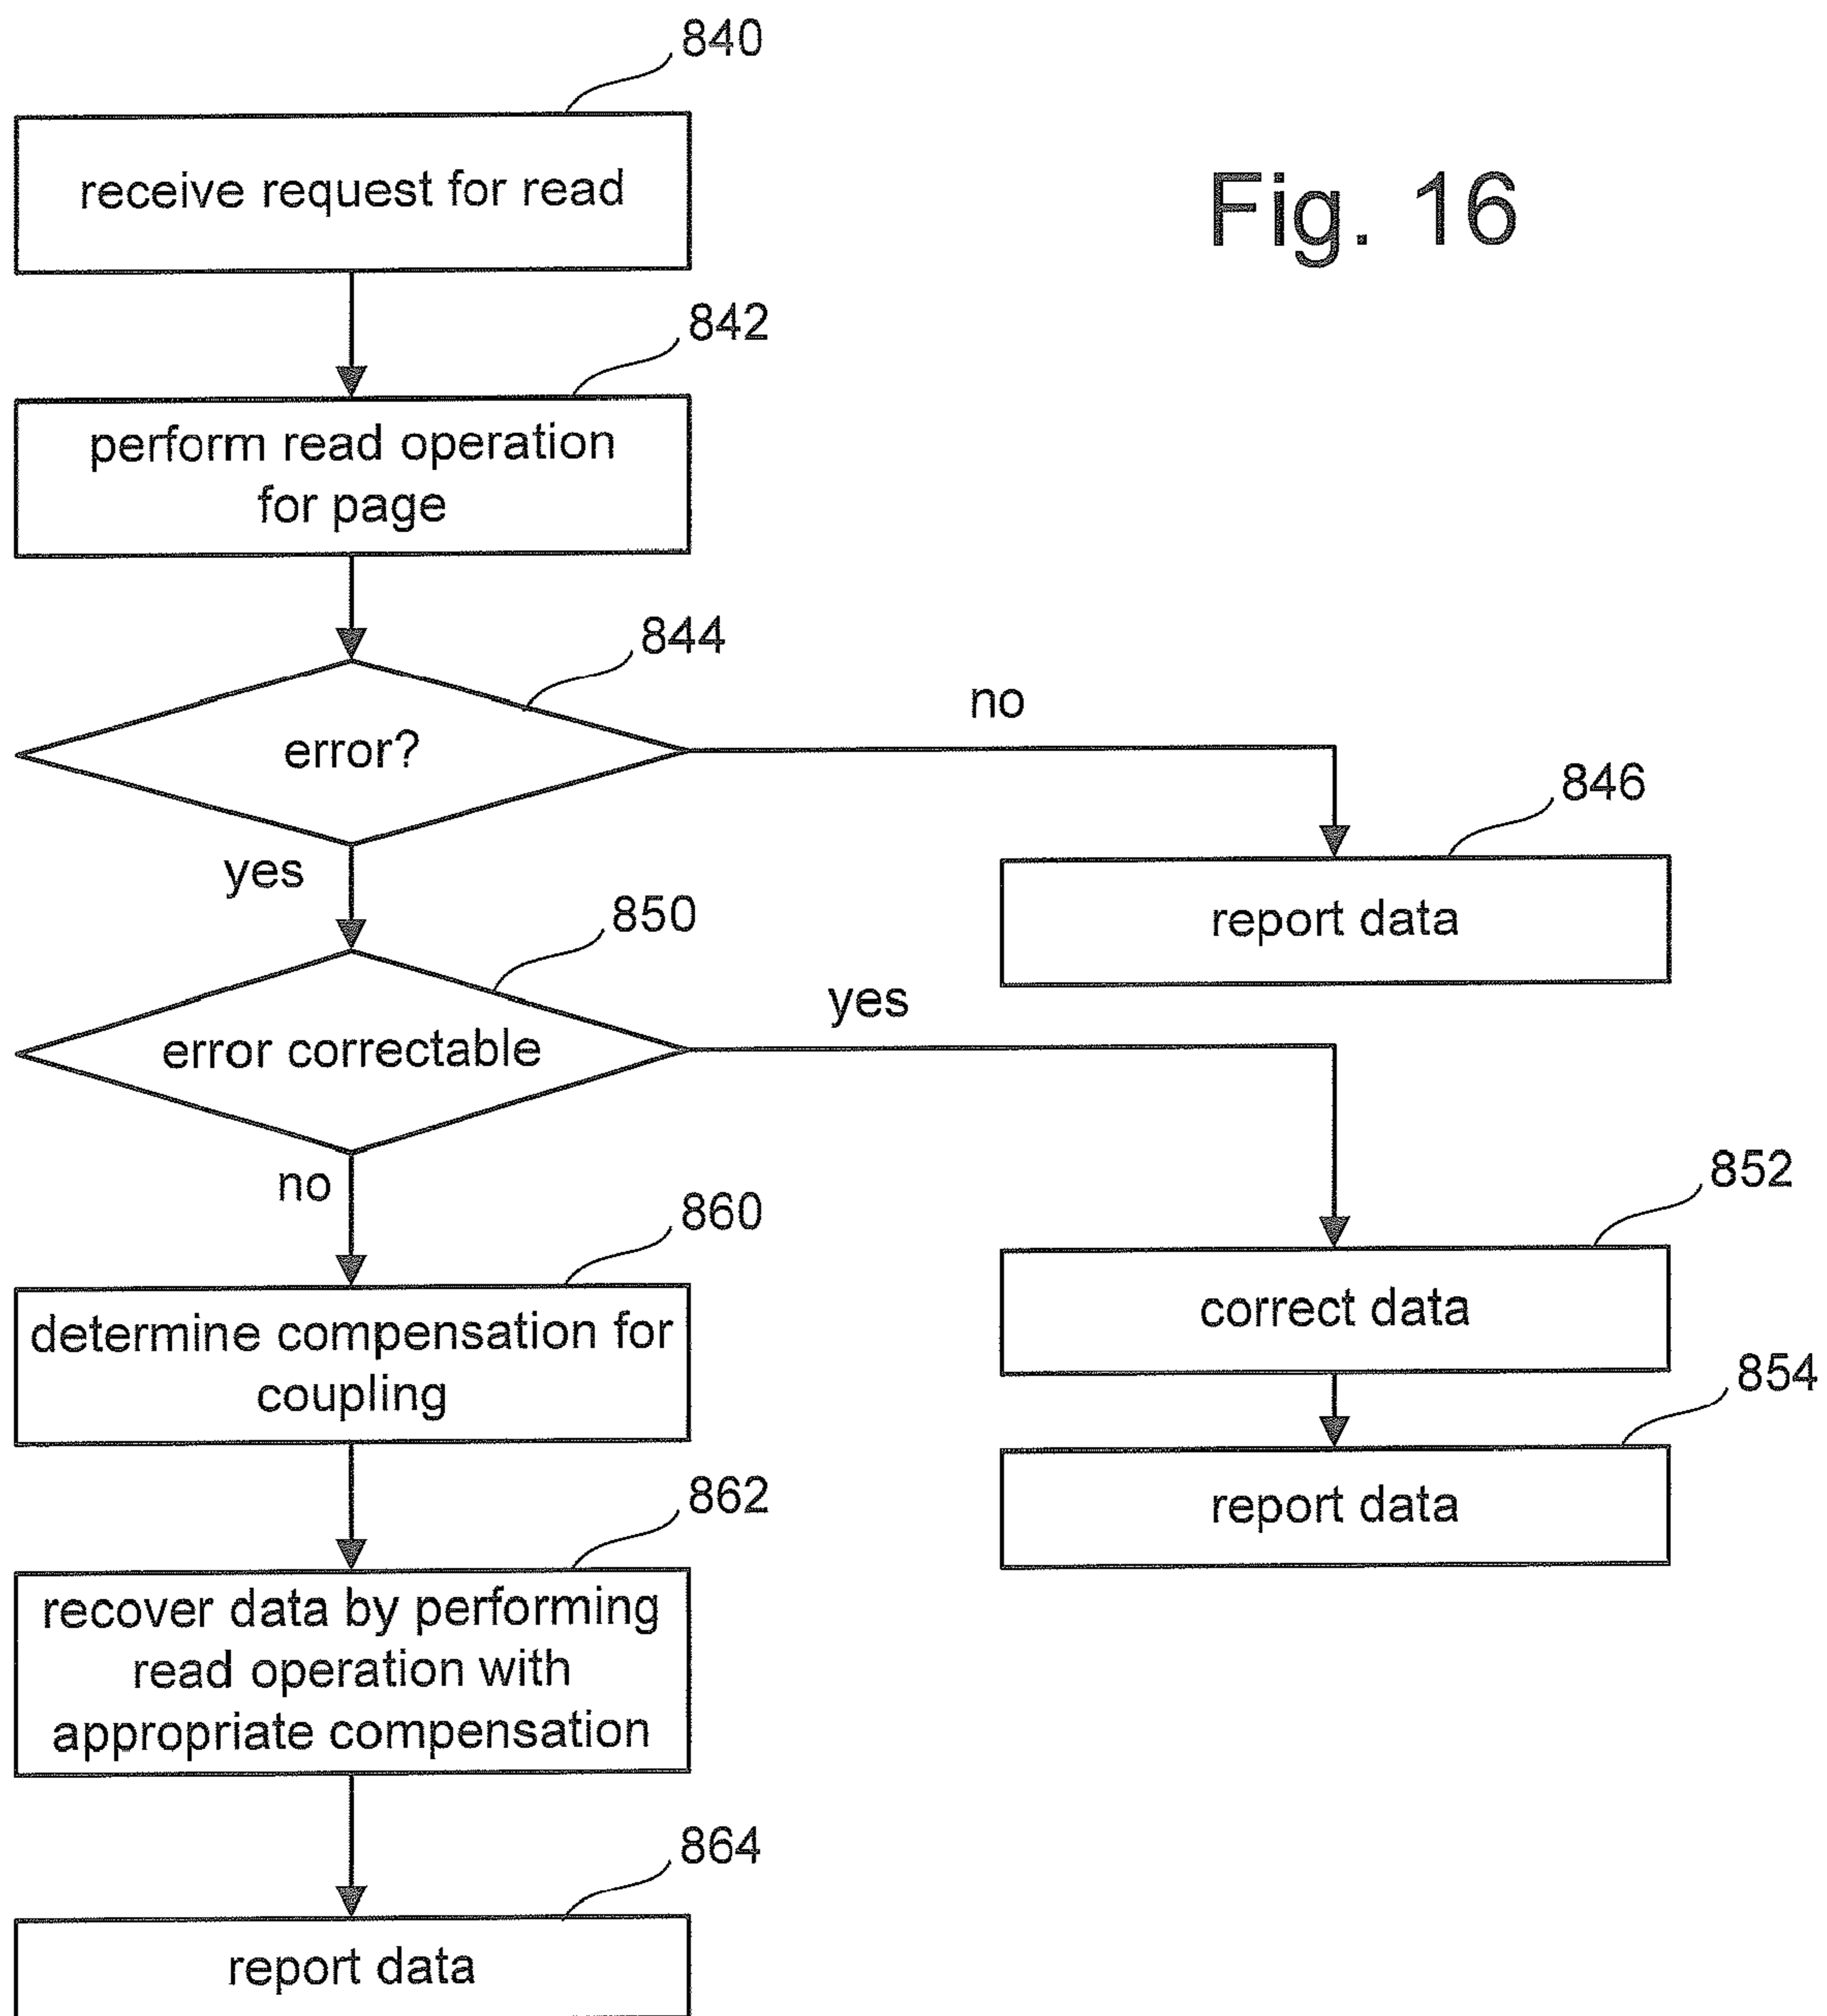 840
receive request for read
Fig. 16
842
perform read operation
for page
844
error?
no
846
report data
yes
850
error correctable
yes
852
correct data
854
report data
no
860
determine compensation for
coupling
862
recover data by performing
read operation with
appropriate compensation
864
report data